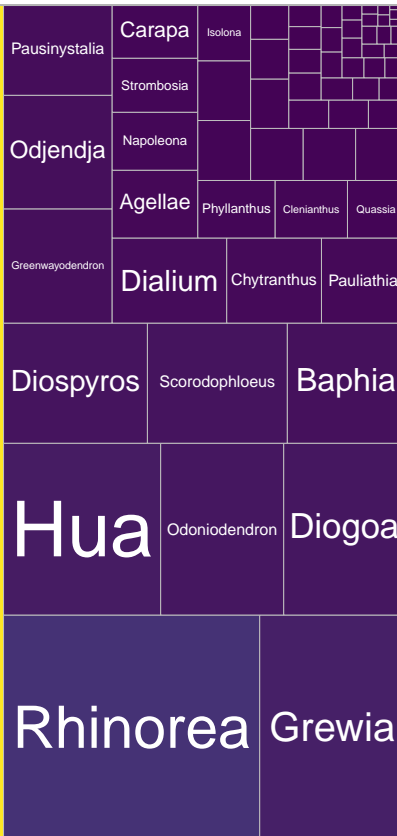 Pausinystalia
Carapa
Isolona
Strombosia
Odjendja
Napoleona
Agellae
Phyllanthus
Clenianthus
Quassia
Greenwayodendron
Dialium
Chytranthus
Pauliathia
Diospyros
Scorodophloeus
Baphia
Hua
Odoniodendron
Diogoa
Rhinorea
Grewia